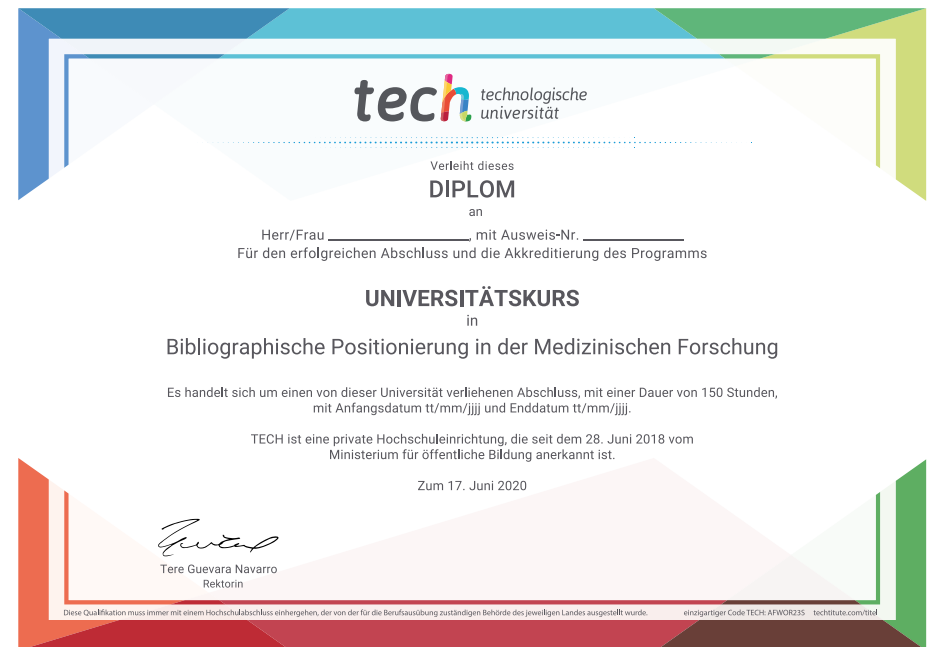 tech technologische
universität
Verleiht dieses
DIPLOM
an
Herr/Frau ____________________, mit Ausweis-Nr. ______________
Für den erfolgreichen Abschluss und die Akkreditierung des Programms
UNIVERSITÄTSKURS
in
Bibliographische Positionierung in der Medizinischen Forschung
Es handelt sich um einen von dieser Universität verliehenen Abschluss, mit einer Dauer von 150 Stunden,
mit Anfangsdatum tt/mm/jjjj und Enddatum tt/mm/jjjj.
TECH ist eine private Hochschuleinrichtung, die seit dem 28. Juni 2018 vom
Ministerium für öffentliche Bildung anerkannt ist.
Zum 17. Juni 2020
Tere Guevara Navarro
Rektorin
Diese Qualifikation muss immer mit einem Hochschulabschluss einhergehen, der von der für die Berufsausübung zuständigen Behörde des jeweiligen Landes ausgestellt wurde. einzigartiger Code TECH: AFWOR23S techtitute.com/titel